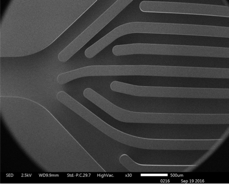 SED 2.5kV WD9.9mm Std.-P.C.29.7 HighVac. x30 500µm
0216 Sep 19 2016